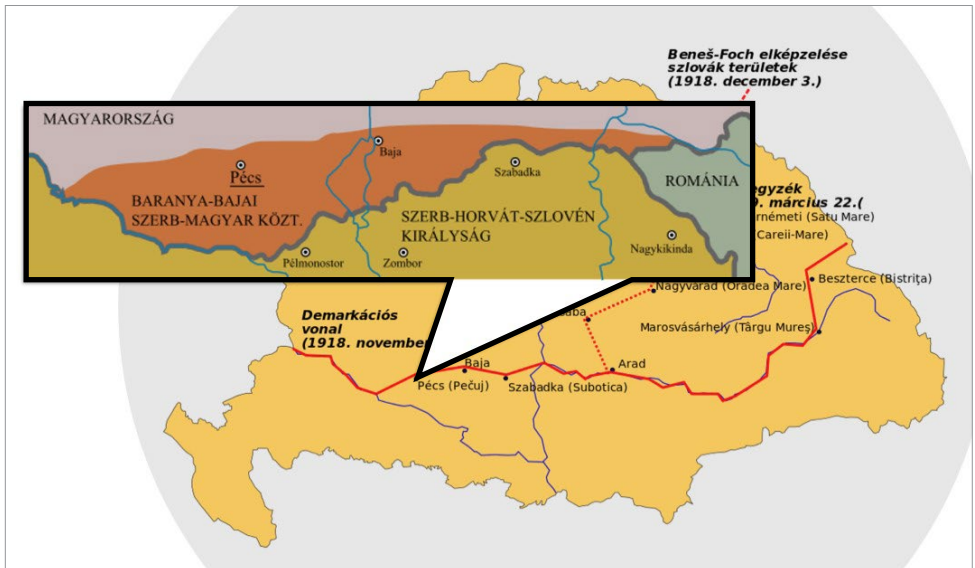 Beneš-Foch elképzelése
szlovák területek
(1918. december 3.)
MAGYARORSZÁG
Baja
Pécs
Szabadka
ROMÁNIA
BARANYA-BAJAI
SZERB-MAGYAR KÖZT.
SZERB-HORVÁT-SZLOVÉN
KIRÁLYSÁG
Pélmonostor
Zombor
Nagykikinda
március 22.(
(Satu Mare)
Careii-Mare)
Beszterce (Bistriţa)
Nagyvárad (Oradea Mare)
Marosvásárhely (Târgu Mureş)
Demarkációs
vonal
(1918. november
Baja
Arad
Pécs (Pečuj)
Szabadka (Subotica)